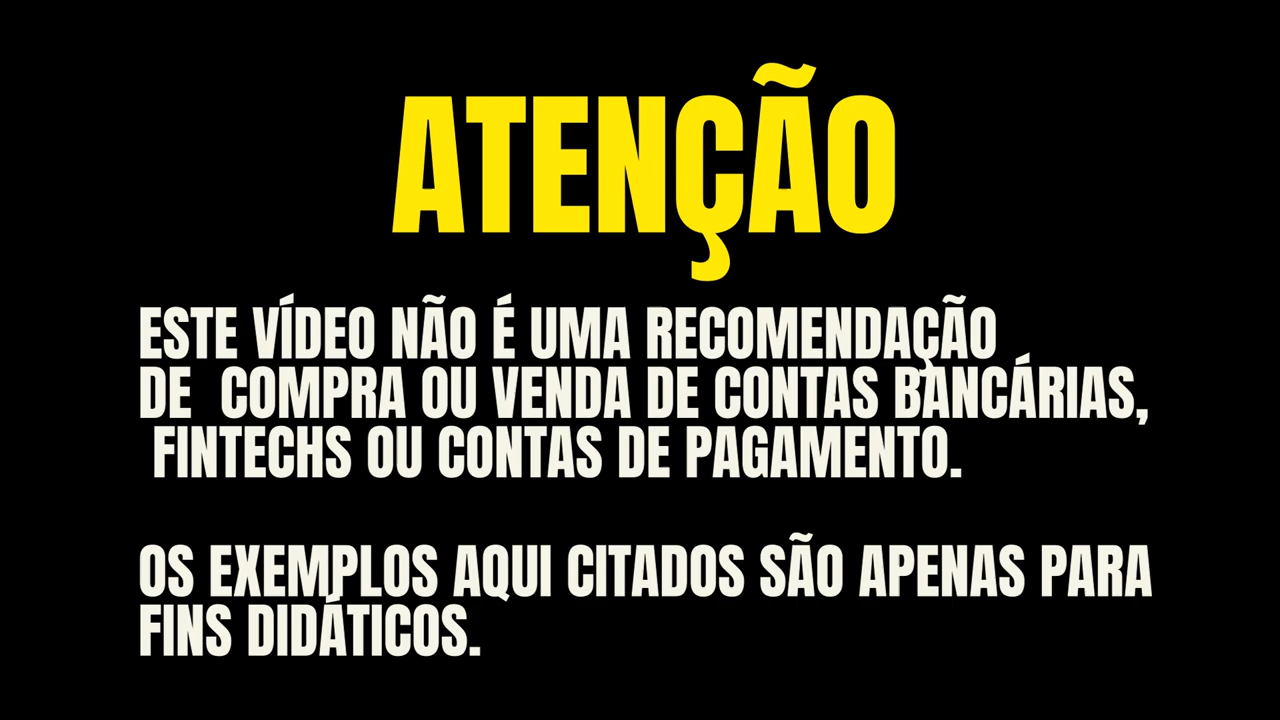 ATENÇÃO
ESTE VÍDEO NÃO É UMA RECOMENDAÇÃO
DE COMPRA OU VENDA DE CONTAS BANCÁRIAS,
FINTECHS OU CONTAS DE PAGAMENTO.
OS EXEMPLOS AQUI CITADOS SÃO APENAS PARA
FINS DIDÁTICOS.